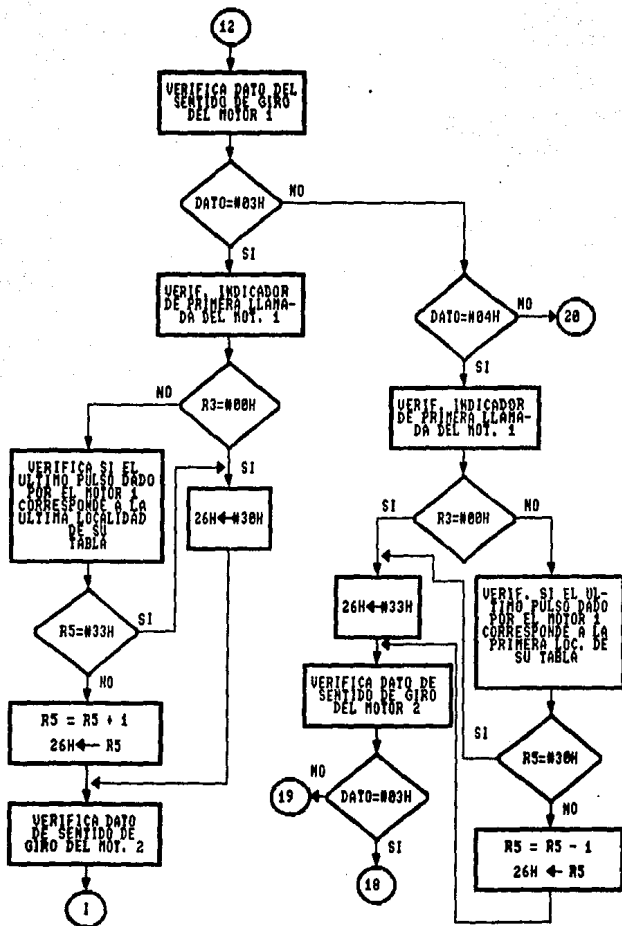 12
VERIFICA DATO DEL
SENTIDO DE GIRO
DEL MOTOR 1
DATO=#03H
NO
SI
VERIF. INDICADOR
DE PRIMERA LLAMA-
DA DEL MOT. 1
DATO=#04H
NO
20
SI
VERIF. INDICADOR
DE PRIMERA LLAMA-
DA DEL MOT. 1
NO
R3=#00H
SI
VERIFICA SI EL
ULTIMO PULSO DADO
POR EL MOTOR 1
CORRESPONDE A LA
ULTIMA LOCALIDAD
DE SU
TABLA
26H←#30H
R5=#33H
SI
NO
R5 = R5 + 1
26H← R5
VERIFICA DATO
DE SENTIDO DE
GIRO DEL MOT. 2
I
SI
R3=#00H
NO
26H←#33H
VERIF. SI EL UL-
TIMO PULSO DADO
POR EL MOTOR 1
CORRESPONDE A LA
PRIMERA LOC. DE
SU TABLA
VERIFICA DATO DE
SENTIDO DE GIRO
DEL MOTOR 2
SI
R5=#30H
NO
19
NO
DATO=#03H
SI
18
R5 = R5 - 1
26H ← R5